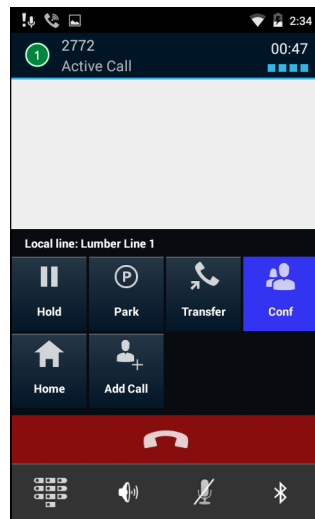 2:34
1
2772
00:47
Active Call
Local line: Lumber Line 1
P
Hold
Park
Transfer
Conf
Home
Add Call